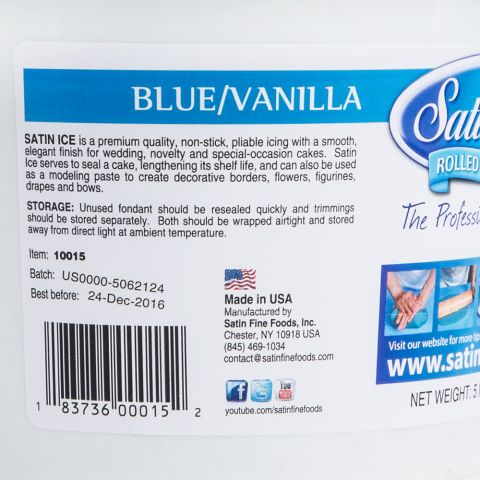 BLUE/VANILLA
SATIN ICE is a premium quality, non-stick, pliable icing with a smooth,
elegant finish for wedding, novelty and special-occasion cakes. Satin
Ice serves to seal a cake, lengthening its shelf life, and can also be used
as a modeling paste to create decorative borders, flowers, figurines,
drapes and bows.
STORAGE: Unused fondant should be resealed quickly and trimmings
should be stored separately. Both should be wrapped airtight and stored
away from direct light at ambient temperature.
Item: 10015
Batch: US0000-5062124
Best before: 24-Dec-2016
1 83736 00015 2
Made in USA
Manufactured by
Satin Fine Foods, Inc.
Chester, NY 10918 USA
(845) 469-1034
contact@satinfinefoods.com
You Tube
youtube.com/satinfinefoods
Sati
ROLLED
The Professi
Visit our website for more tip
www.satin
NET WEIGHT: 5